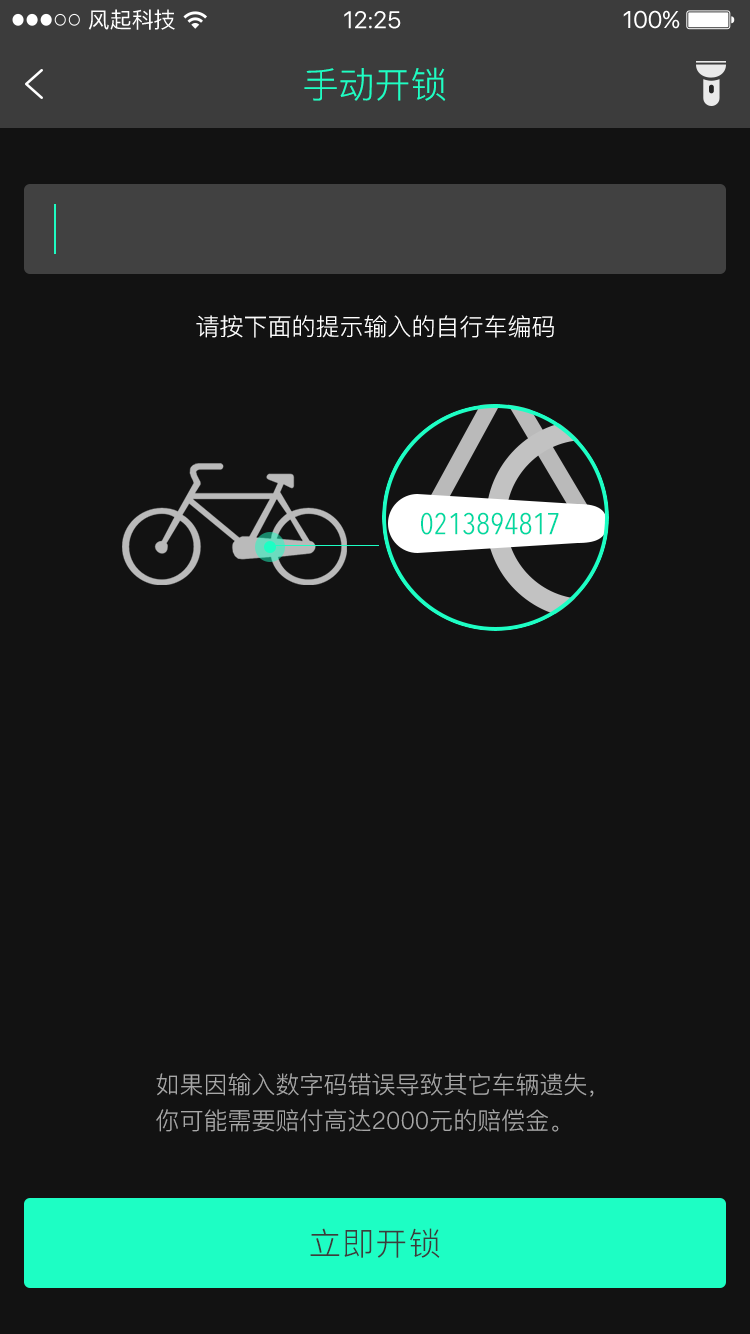 风起科技
12:25
100%
手动开锁
请按下面的提示输入的自行车编码
0213894817
如果因输入数字码错误导致其它车辆遗失，
你可能需要赔付高达2000元的赔偿金。
立即开锁